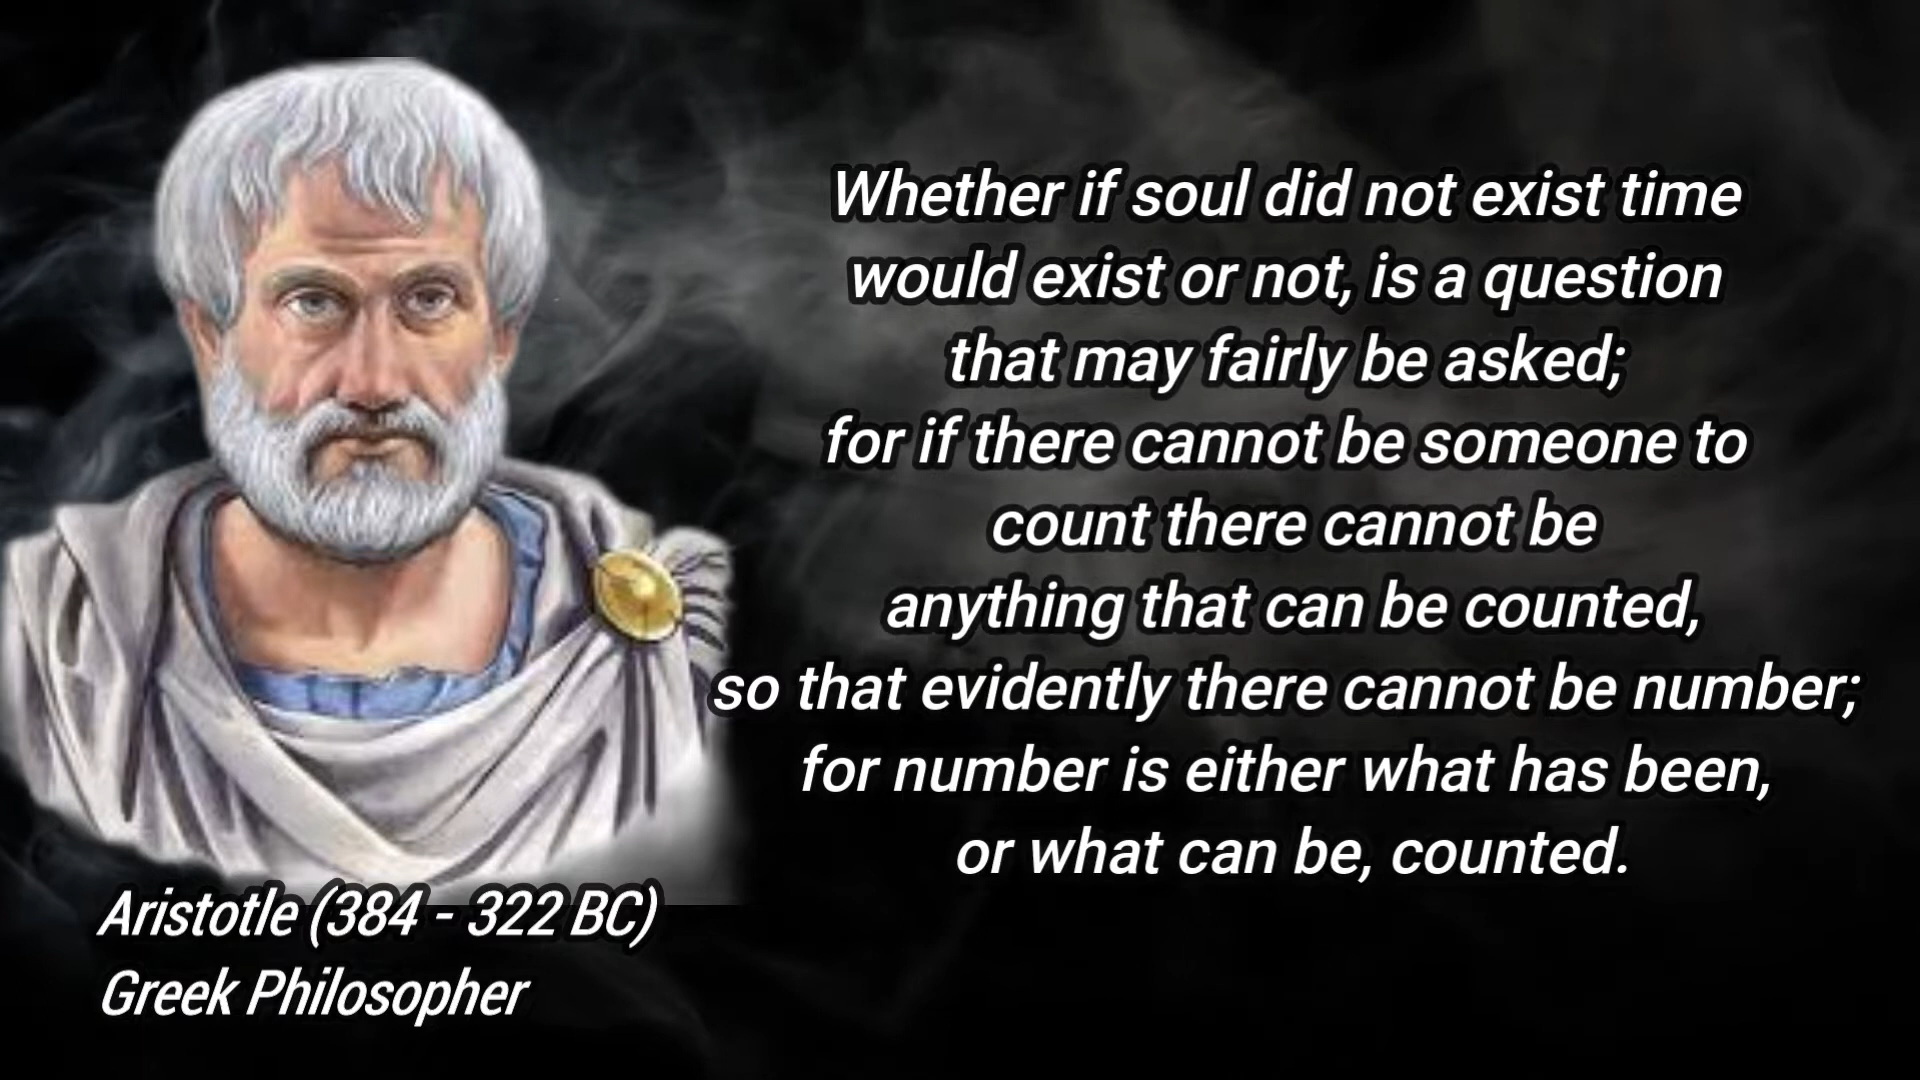 Whether if soul did not exist time
would exist or not, is a question
that may fairly be asked;
for if there cannot be someone to
count there cannot be
anything that can be counted,
so that evidently there cannot be number;
for number is either what has been,
or what can be, counted.
Aristotle (384 - 322 BC)
Greek Philosopher